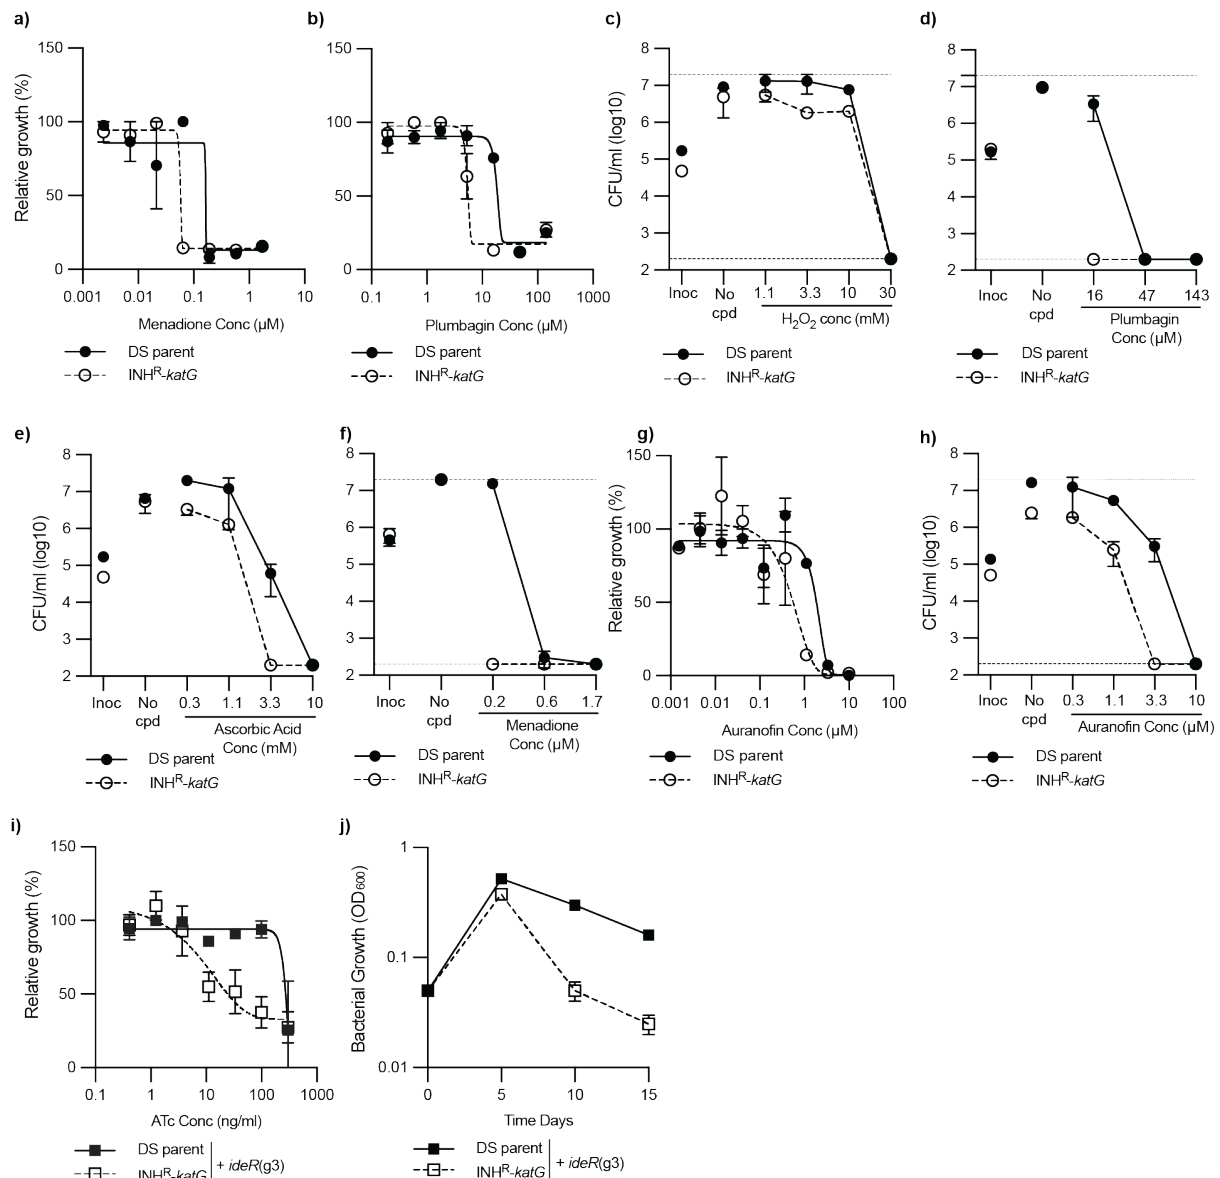 a)
150
100
50
0
Relative growth (%)
0.001
0.1
10
Menadione Conc (µM)
DS parent
INHR-katG
b)
150
100
50
0
0.1
1
10
100
1000
Plumbagin Conc (µM)
DS parent
INHR-katG
c)
8
7
6
5
4
3
2
CFU/ml (log10)
Inoc
No
cpd
1.1
3.3
10
30
H2O2 conc (mM)
DS parent
INHR-katG
d)
8
7
6
5
4
3
2
Inoc
No
cpd
16
47
143
Plumbagin
Conc (µM)
DS parent
INHR-katG
e)
8
7
6
5
4
3
2
CFU/ml (log10)
Inoc
No
cpd
0.3
1.1
3.3
10
Ascorbic Acid
Conc (mM)
DS parent
INHR-katG
f)
8
7
6
5
4
3
2
Inoc
No
cpd
0.2
0.6
1.7
Menadione
Conc (µM)
DS parent
INHR-katG
g)
150
100
50
0
Relative growth (%)
0.001
0.01
0.1
1
10
100
Auranofin Conc (µM)
DS parent
INHR-katG
h)
8
7
6
5
4
3
2
CFU/ml (log10)
Inoc
No
cpd
0.3
1.1
3.3
10
Auranofin Conc (µM)
DS parent
INHR-katG
i)
150
100
50
0
Relative growth (%)
0.1
1
10
100
1000
ATc Conc (ng/ml)
DS parent
INHR-katG
+ ideR(g3)
j)
1
0.1
0.01
Bacterial Growth (OD600)
0
5
10
15
Time Days
DS parent
INHR-katG
+ ideR(g3)